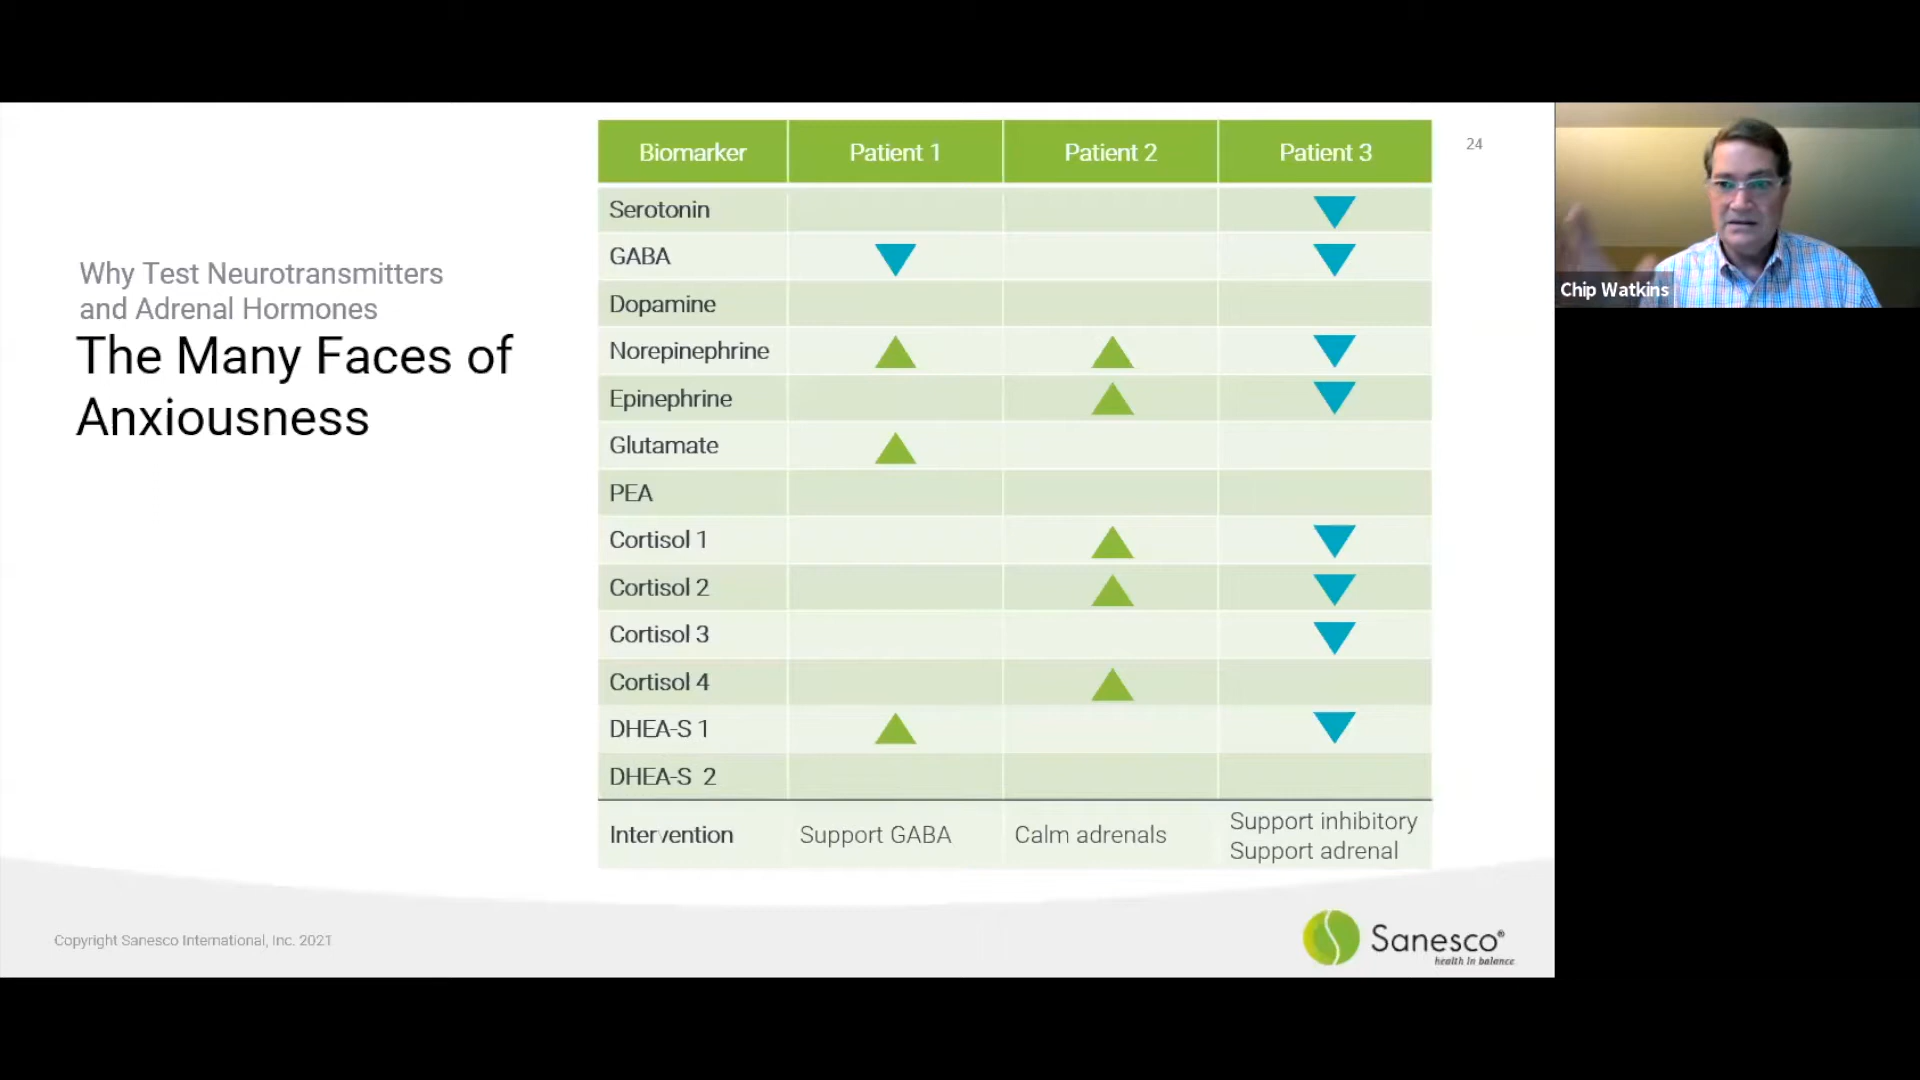 Why Test Neurotransmitters
and Adrenal Hormones
The Many Faces of
Anxiousness
Biomarker Patient 1 Patient 2 Patient 3
Serotonin
GABA
Dopamine
Norepinephrine
Epinephrine
Glutamate
PEA
Cortisol 1
Cortisol 2
Cortisol 3
Cortisol 4
DHEA-S 1
DHEA-S 2
Intervention Support GABA Calm adrenals Support inhibitory
Support adrenal
24
Chip Watkins
Copyright Sanesco International, Inc. 2021
Sanesco®
health in balance